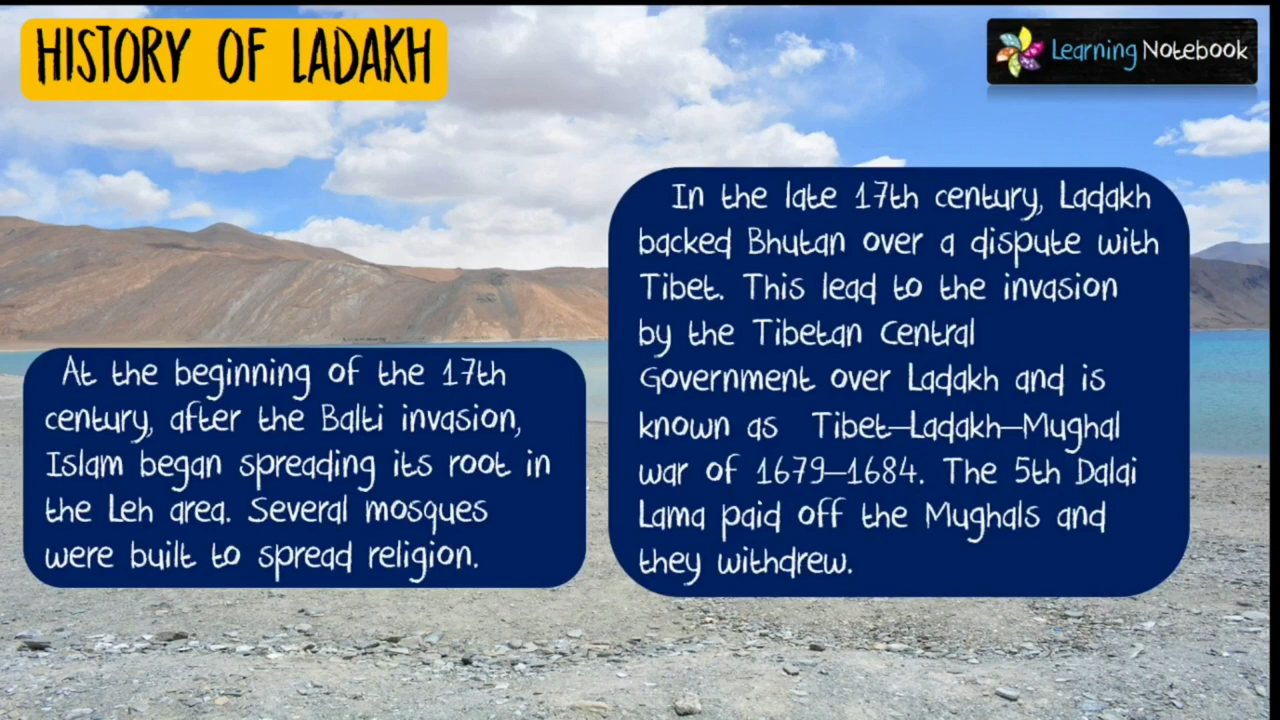 HISTORY OF LADAKH
Learning Notebook
At the beginning of the 17th
century, after the Balti invasion,
Islam began spreading its root in
the Leh area. Several mosques
were built to spread religion.
In the late 17th century, Ladakh
backed Bhutan over a dispute with
Tibet. This lead to the invasion
by the Tibetan Central
Government over Ladakh and is
known as Tibet–Ladakh–Mughal
war of 1679–1684. The 5th Dalai
Lama paid off the Mughals and
they withdrew.